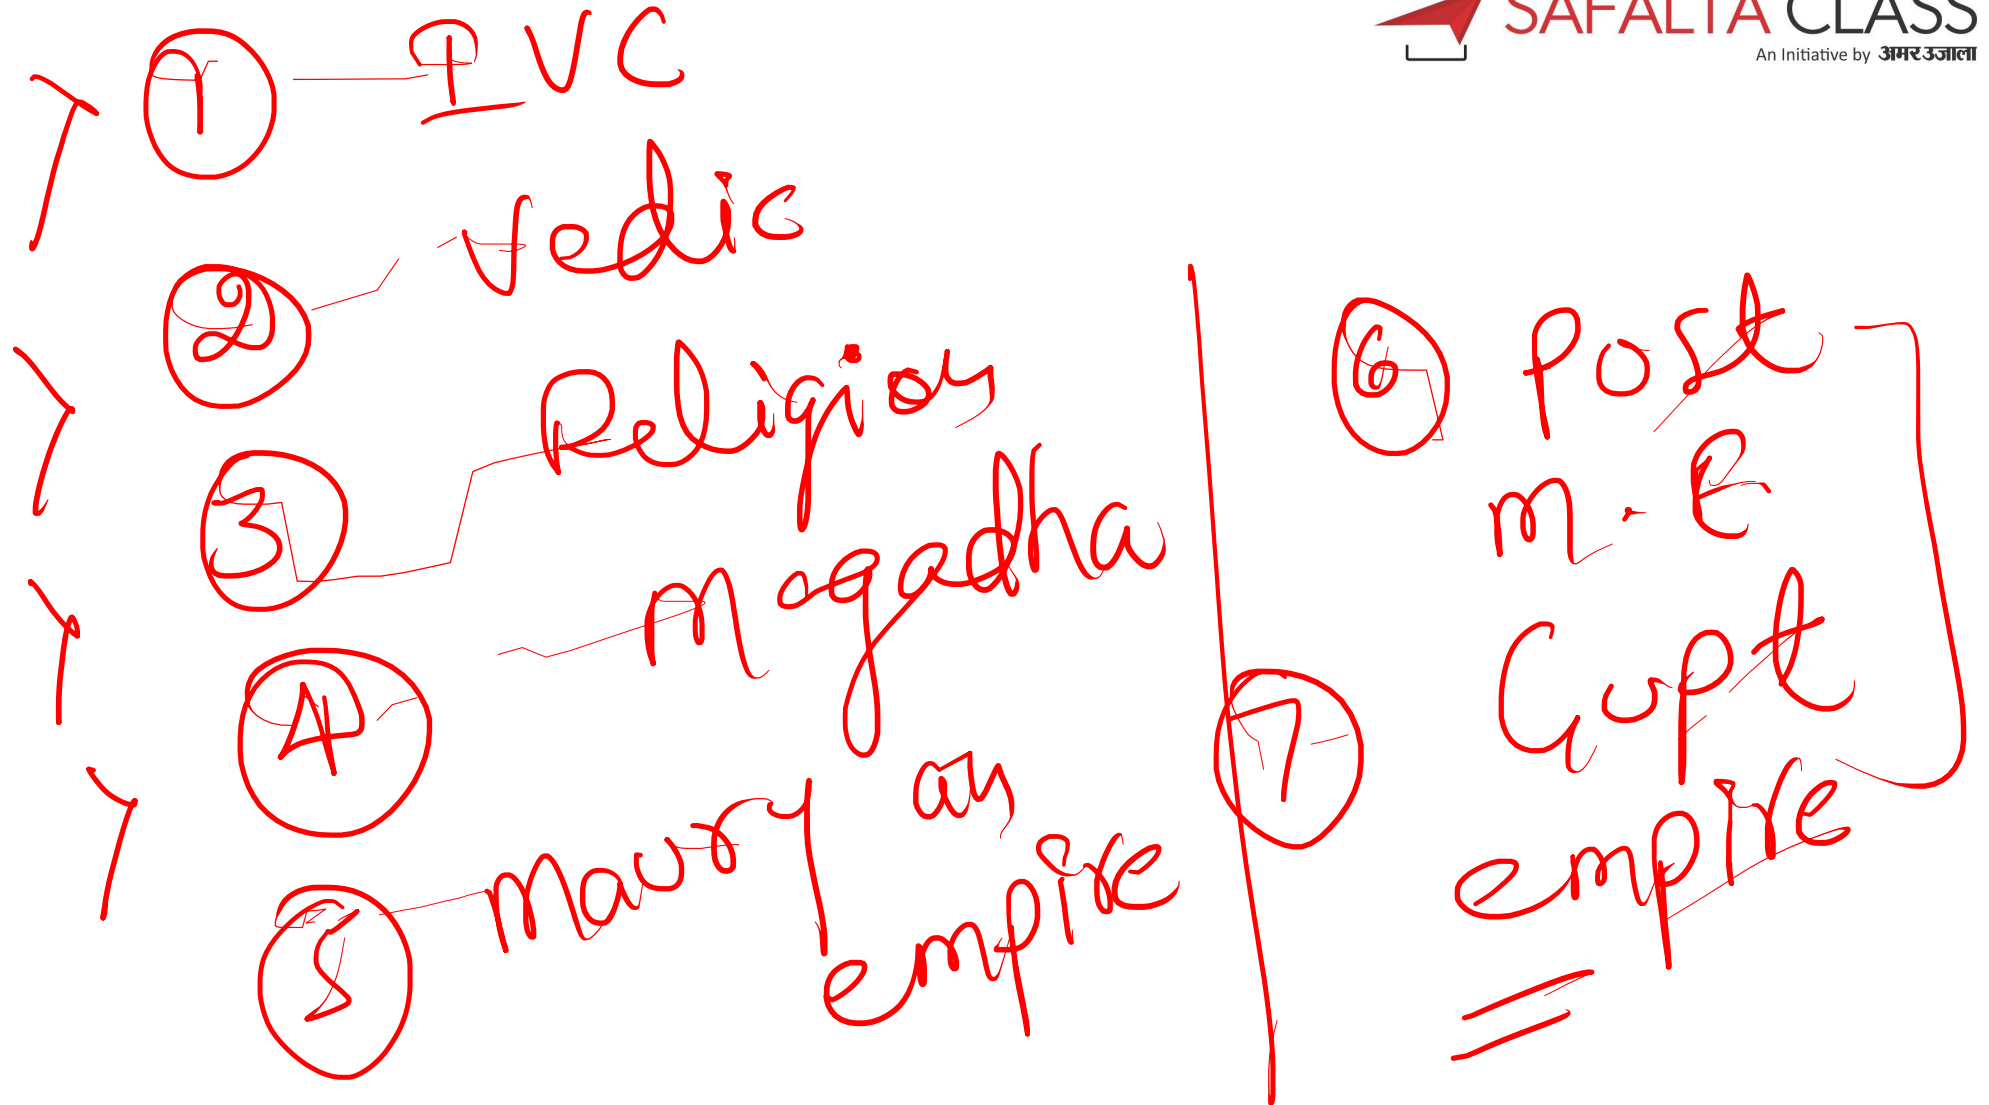 SAFALTA CLASS
An Initiative by अमर उजाला
1 IVC
2 Vedic
3 Religion
4 Magadha
5 Mauryan
empire
6 Post
M.E
7 Gupt
empire